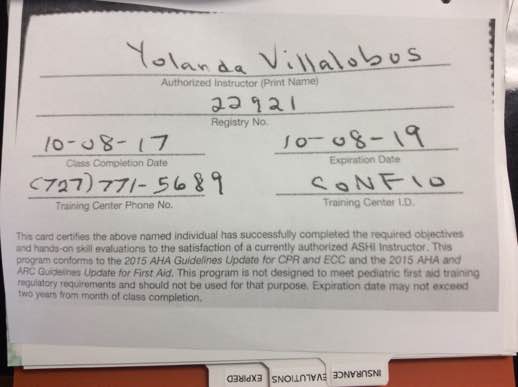 Yolanda Villalobos
Authorized Instructor (Print Name)
22921
Registry No.
10-08-17 10-08-19
Class Completion Date Expiration Date
(727)771-5689 CONF10
Training Center Phone No. Training Center I.D.
This card certifies the above named individual has successfully completed the required objectives
and hands-on skill evaluations to the satisfaction of a currently authorized ASHI Instructor. This
program conforms to the 2015 AHA Guidelines Update for CPR and ECC and the 2015 AHA and
ARC Guidelines Update for First Aid. This program is not designed to meet pediatric first aid training
regulatory requirements and should not be used for that purpose. Expiration date may not exceed
two years from month of class completion.
EXPIRED EVALUTIONS INSURANCE